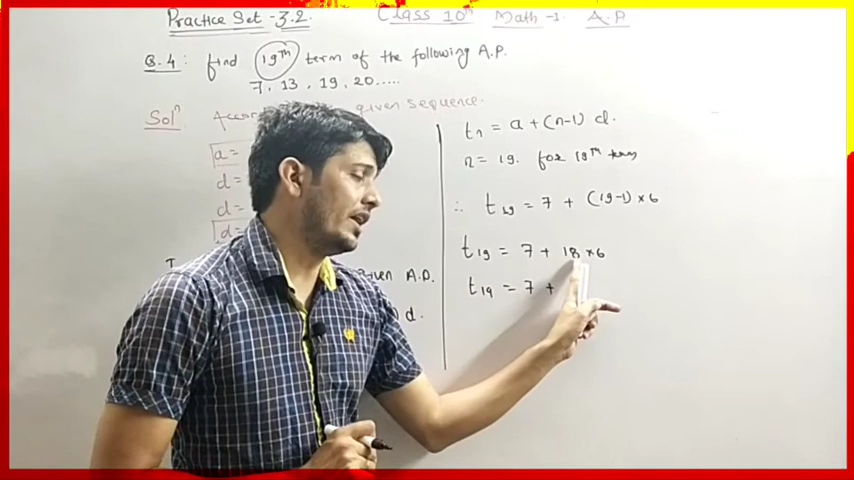 Practice Set - 3.2. Class 10th Math-1 A.P
Q.4: find 19TH term of the following A.P.
7, 13, 19, 20.....
Soln given sequence.
a =
d =
d =
d =
given A.P.
d.
tn = a + (n-1) d.
n = 19. for 19TH term
∴ t19 = 7 + (19-1) × 6
t19 = 7 + 18 × 6
t19 = 7 +